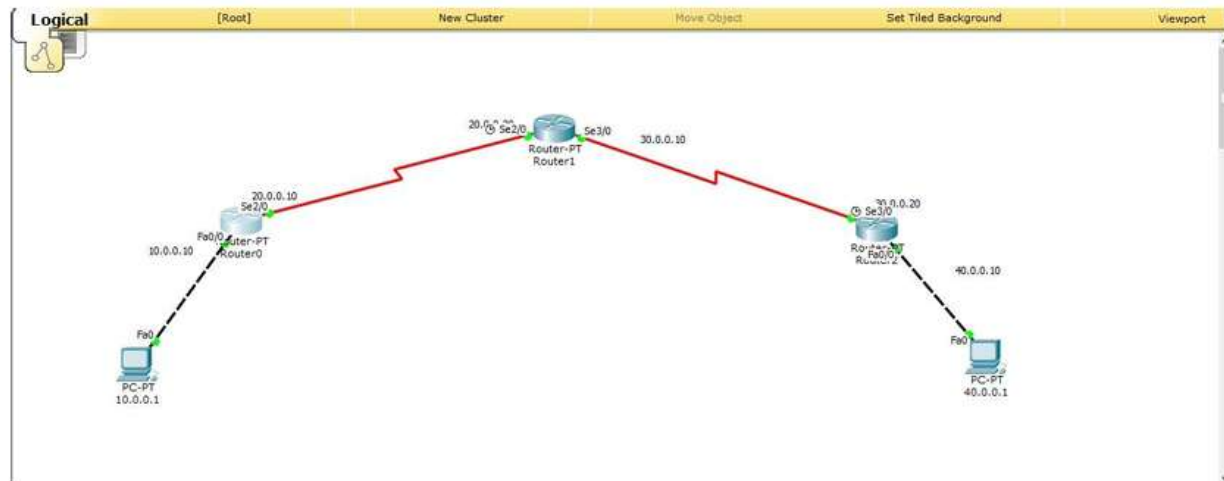 Logical
[Root]
New Cluster
Move Object
Set Tiled Background
Viewport
Se2/0
Router-PT
Router1
Se3/0
30.0.0.10
20.0.0.10
Se2/0
Fa0/0
Router0
10.0.0.10
30.0.0.20
Se3/0
Fa0/0
40.0.0.10
Fa0
PC-PT
10.0.0.1
Fa0
PC-PT
40.0.0.1